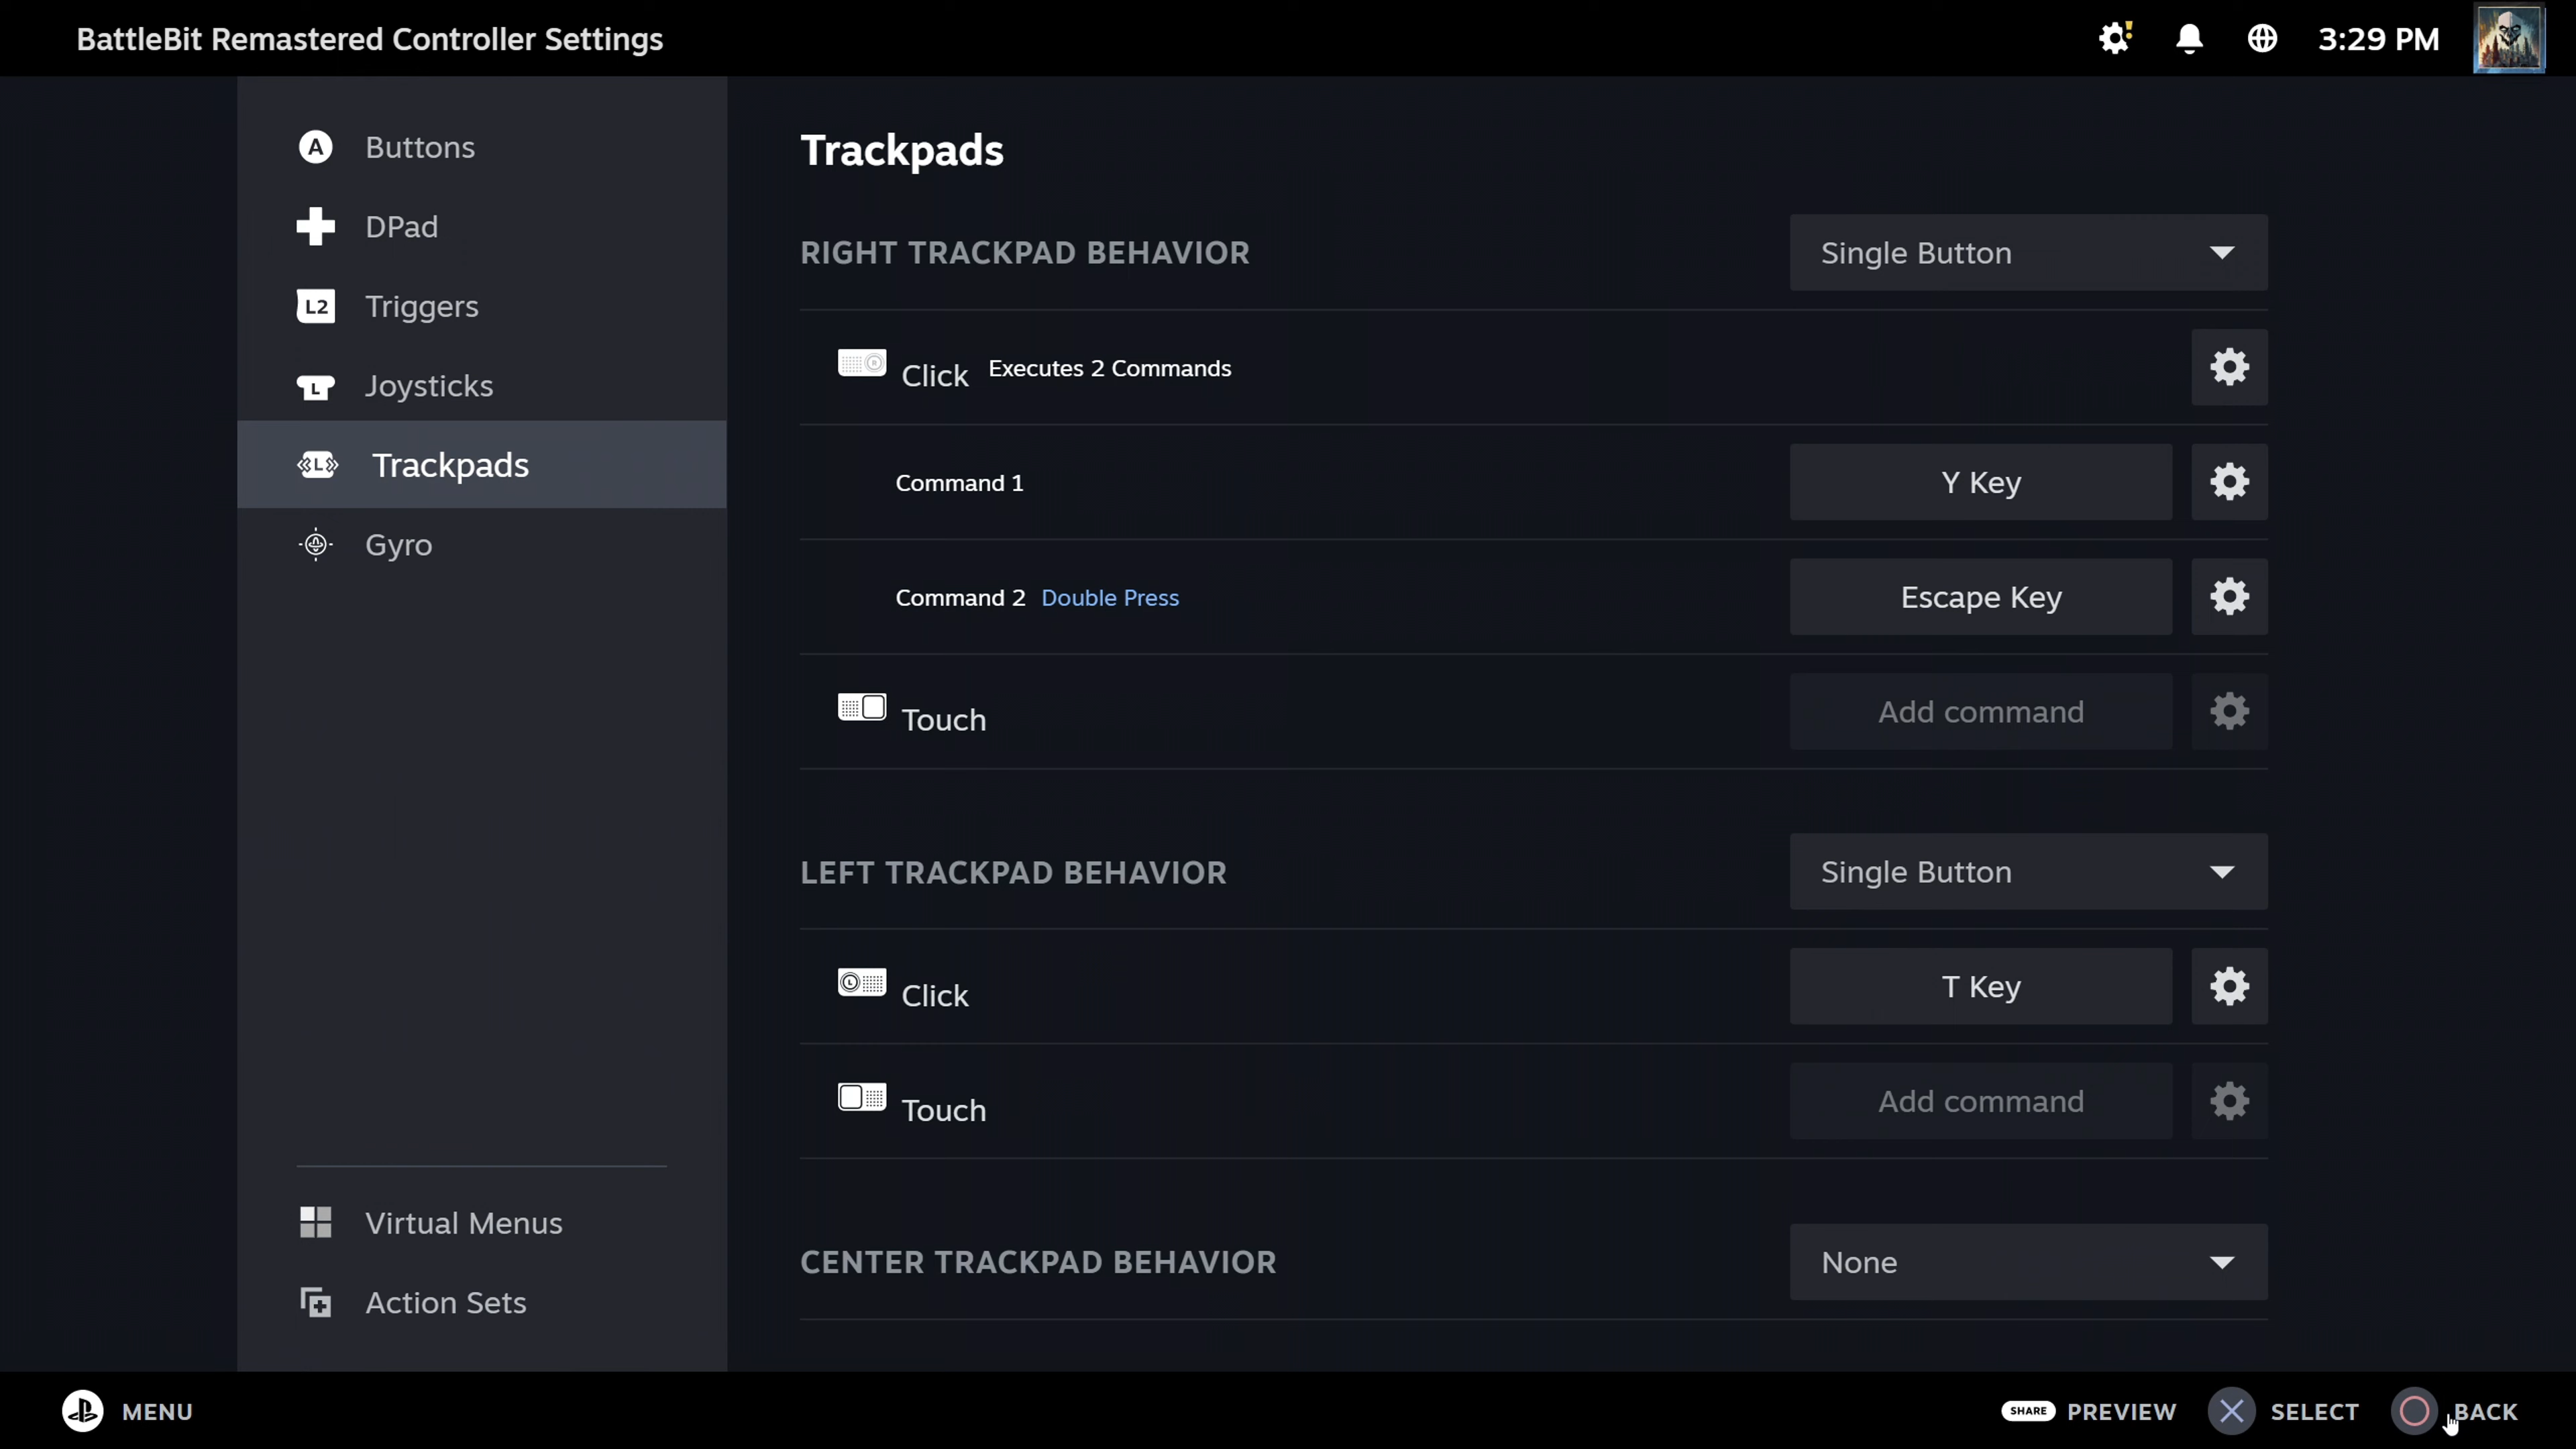 BattleBit Remastered Controller Settings
3:29 PM
A Buttons
DPad
L2 Triggers
L Joysticks
L Trackpads
Gyro
Virtual Menus
Action Sets
Trackpads
RIGHT TRACKPAD BEHAVIOR Single Button
R Click Executes 2 Commands
Command 1 Y Key
Command 2 Double Press Escape Key
Touch Add command
LEFT TRACKPAD BEHAVIOR Single Button
L Click T Key
Touch Add command
CENTER TRACKPAD BEHAVIOR None
MENU
SHARE PREVIEW SELECT BACK